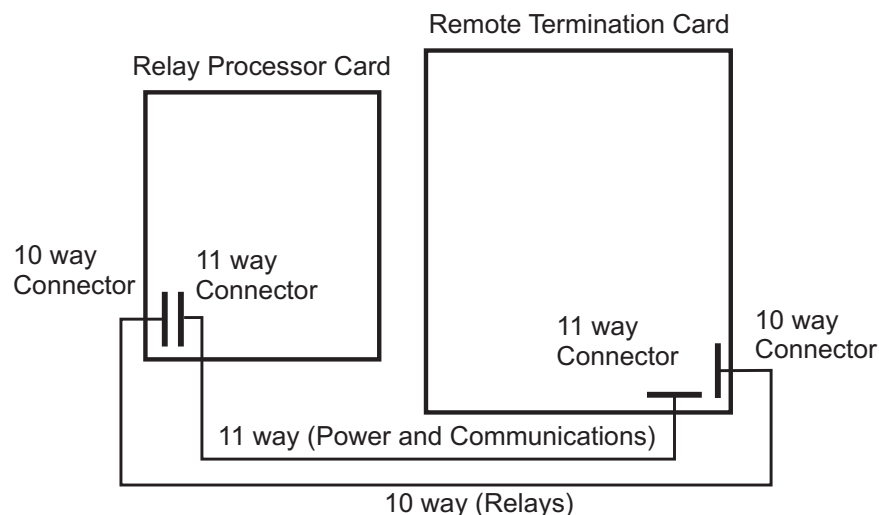 Remote Termination Card
Relay Processor Card
10 way
Connector
11 way
Connector
11 way
Connector
10 way
Connector
11 way (Power and Communications)
10 way (Relays)